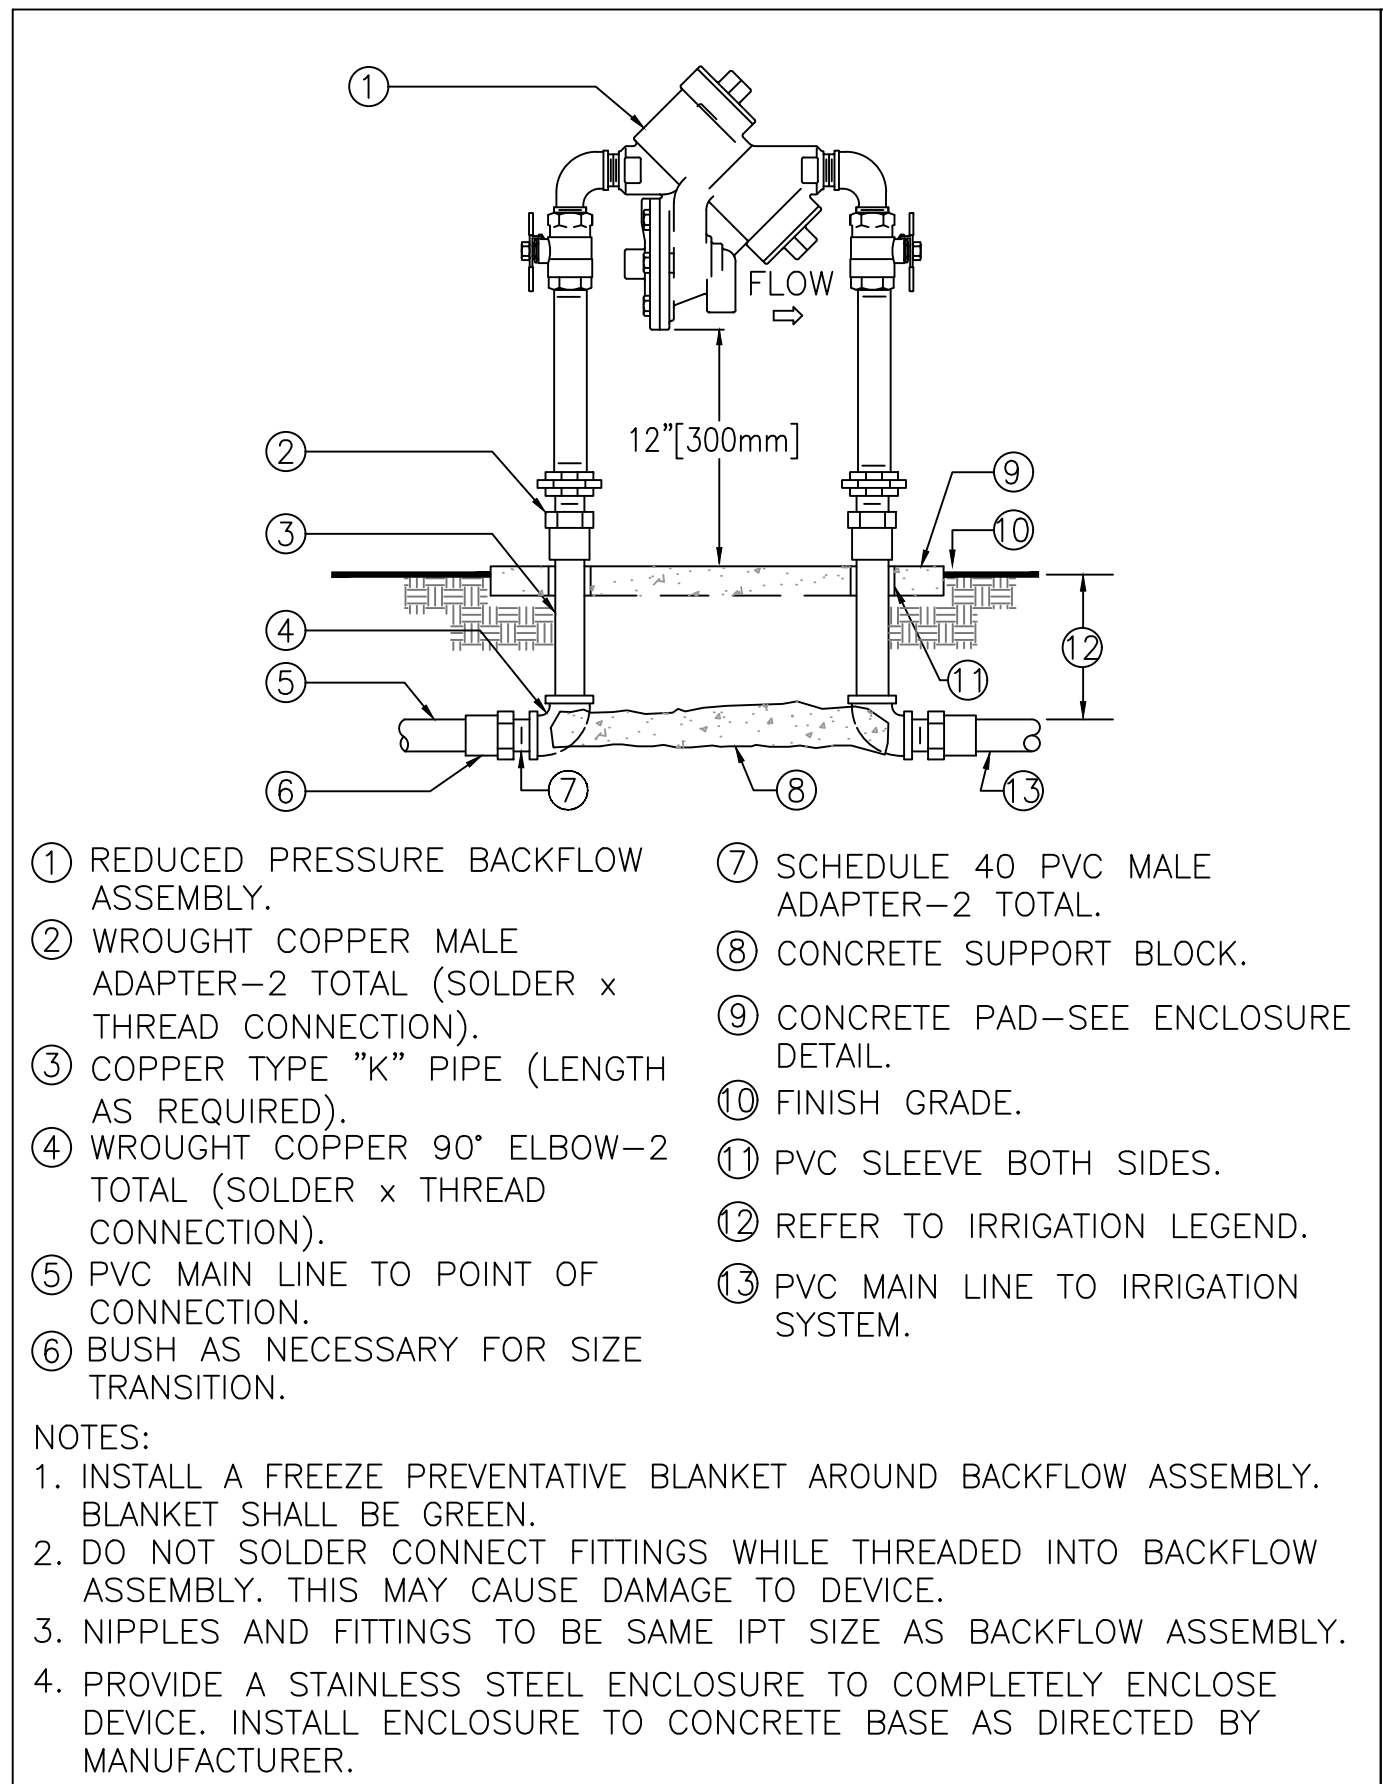 1
FLOW
12"[300mm]
2
9
3
10
4
12
5
11
6
7
8
13
1 REDUCED PRESSURE BACKFLOW
ASSEMBLY.
2 WROUGHT COPPER MALE
ADAPTER-2 TOTAL (SOLDER x
THREAD CONNECTION).
3 COPPER TYPE "K" PIPE (LENGTH
AS REQUIRED).
4 WROUGHT COPPER 90° ELBOW-2
TOTAL (SOLDER x THREAD
CONNECTION).
5 PVC MAIN LINE TO POINT OF
CONNECTION.
6 BUSH AS NECESSARY FOR SIZE
TRANSITION.
7 SCHEDULE 40 PVC MALE
ADAPTER-2 TOTAL.
8 CONCRETE SUPPORT BLOCK.
9 CONCRETE PAD-SEE ENCLOSURE
DETAIL.
10 FINISH GRADE.
11 PVC SLEEVE BOTH SIDES.
12 REFER TO IRRIGATION LEGEND.
13 PVC MAIN LINE TO IRRIGATION
SYSTEM.
NOTES:
1. INSTALL A FREEZE PREVENTATIVE BLANKET AROUND BACKFLOW ASSEMBLY.
BLANKET SHALL BE GREEN.
2. DO NOT SOLDER CONNECT FITTINGS WHILE THREADED INTO BACKFLOW
ASSEMBLY. THIS MAY CAUSE DAMAGE TO DEVICE.
3. NIPPLES AND FITTINGS TO BE SAME IPT SIZE AS BACKFLOW ASSEMBLY.
4. PROVIDE A STAINLESS STEEL ENCLOSURE TO COMPLETELY ENCLOSE
DEVICE. INSTALL ENCLOSURE TO CONCRETE BASE AS DIRECTED BY
MANUFACTURER.